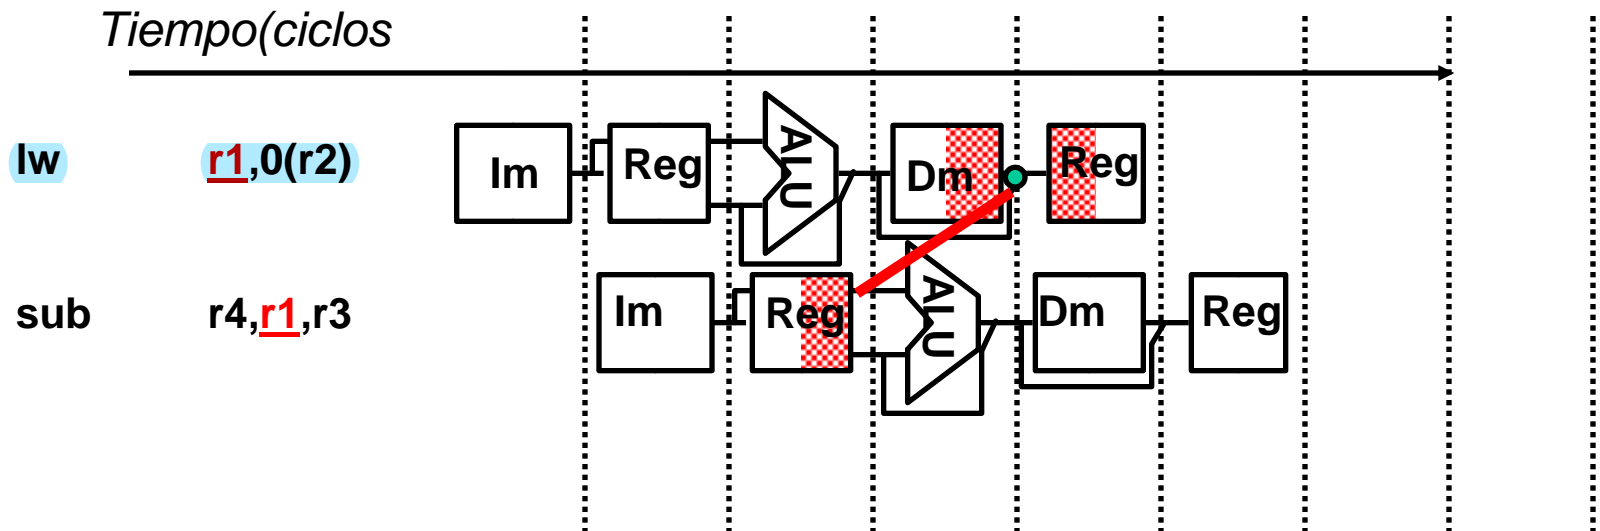 Tiempo(ciclos
lw r1,0(r2) Im Reg ALU Dm Reg
sub r4,r1,r3 Im Reg ALU Dm Reg